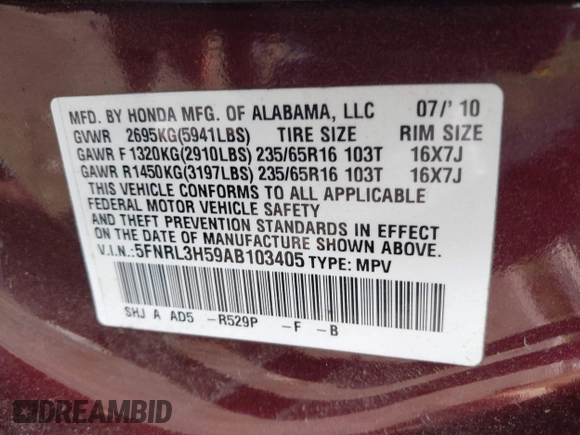 MFD. BY HONDA MFG. OF ALABAMA, LLC 07/'10
GVWR 2695KG(5941LBS) TIRE SIZE RIM SIZE
GAWR F 1320KG(2910LBS) 235/65R16 103T 16X7J
GAWR R1450KG(3197LBS) 235/65R16 103T 16X7J
THIS VEHICLE CONFORMS TO ALL APPLICABLE
FEDERAL MOTOR VEHICLE SAFETY
AND THEFT PREVENTION STANDARDS IN EFFECT
ON THE DATE OF MANUFACTURE SHOWN ABOVE.
V.I.N.:5FNRL3H59AB103405 TYPE: MPV
SHJ A AD5 -R529P -F -B
DREAMBID